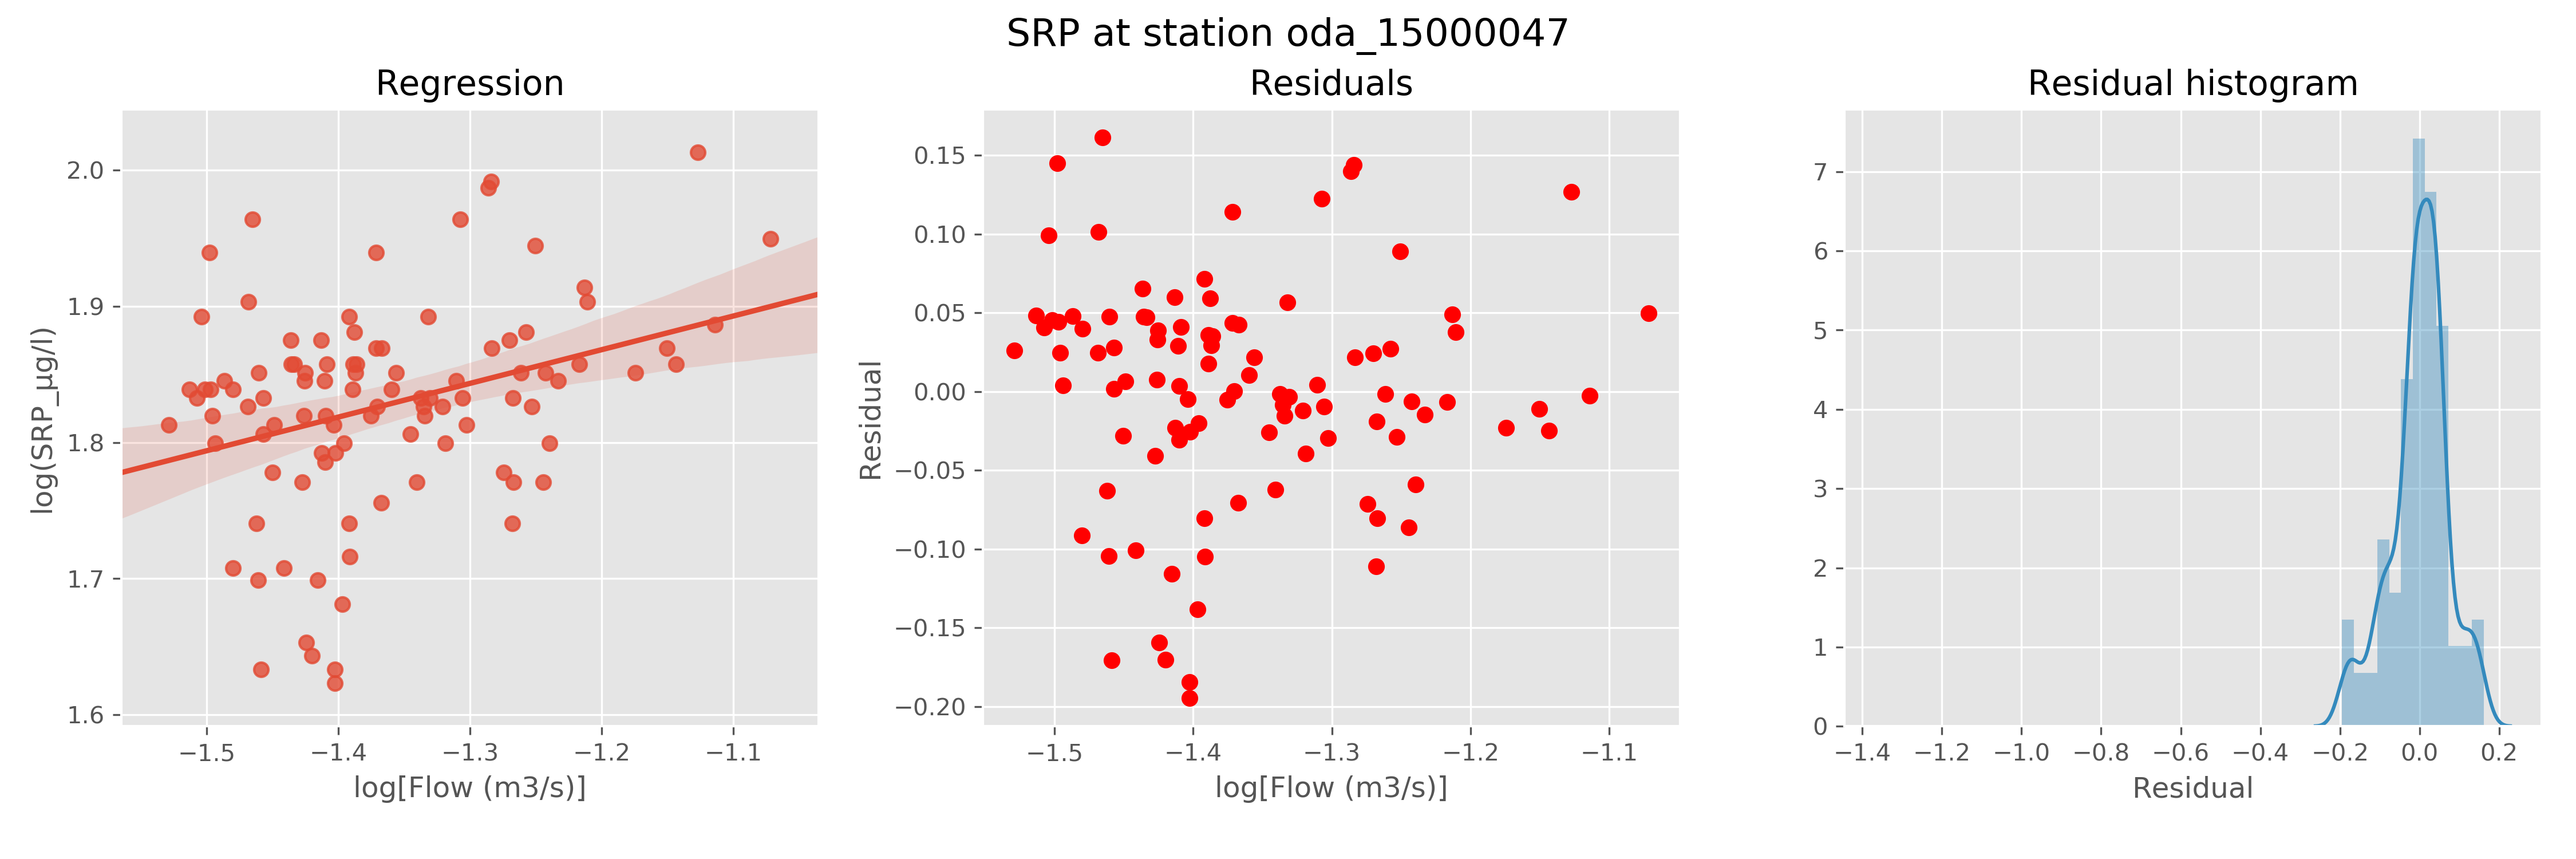 SRP at station oda_15000047
Regression
Residuals
Residual histogram
2.0
1.9
1.8
1.7
1.6
log(SRP_µg/l)
−1.5 −1.4 −1.3 −1.2 −1.1
log[Flow (m3/s)]
0.15
0.10
0.05
0.00
−0.05
−0.10
−0.15
−0.20
Residual
−1.5 −1.4 −1.3 −1.2 −1.1
log[Flow (m3/s)]
7
6
5
4
3
2
1
0
−1.4 −1.2 −1.0 −0.8 −0.6 −0.4 −0.2 0.0 0.2
Residual